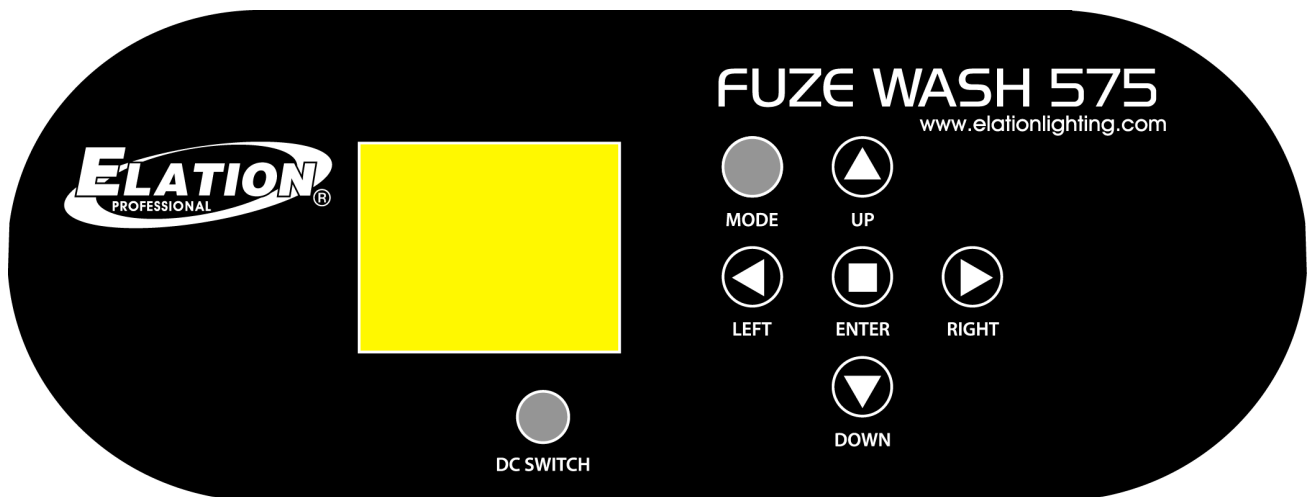 FUZE WASH 575
www.elationlighting.com
ELATION®
PROFESSIONAL
MODE
UP
LEFT
ENTER
RIGHT
DOWN
DC SWITCH